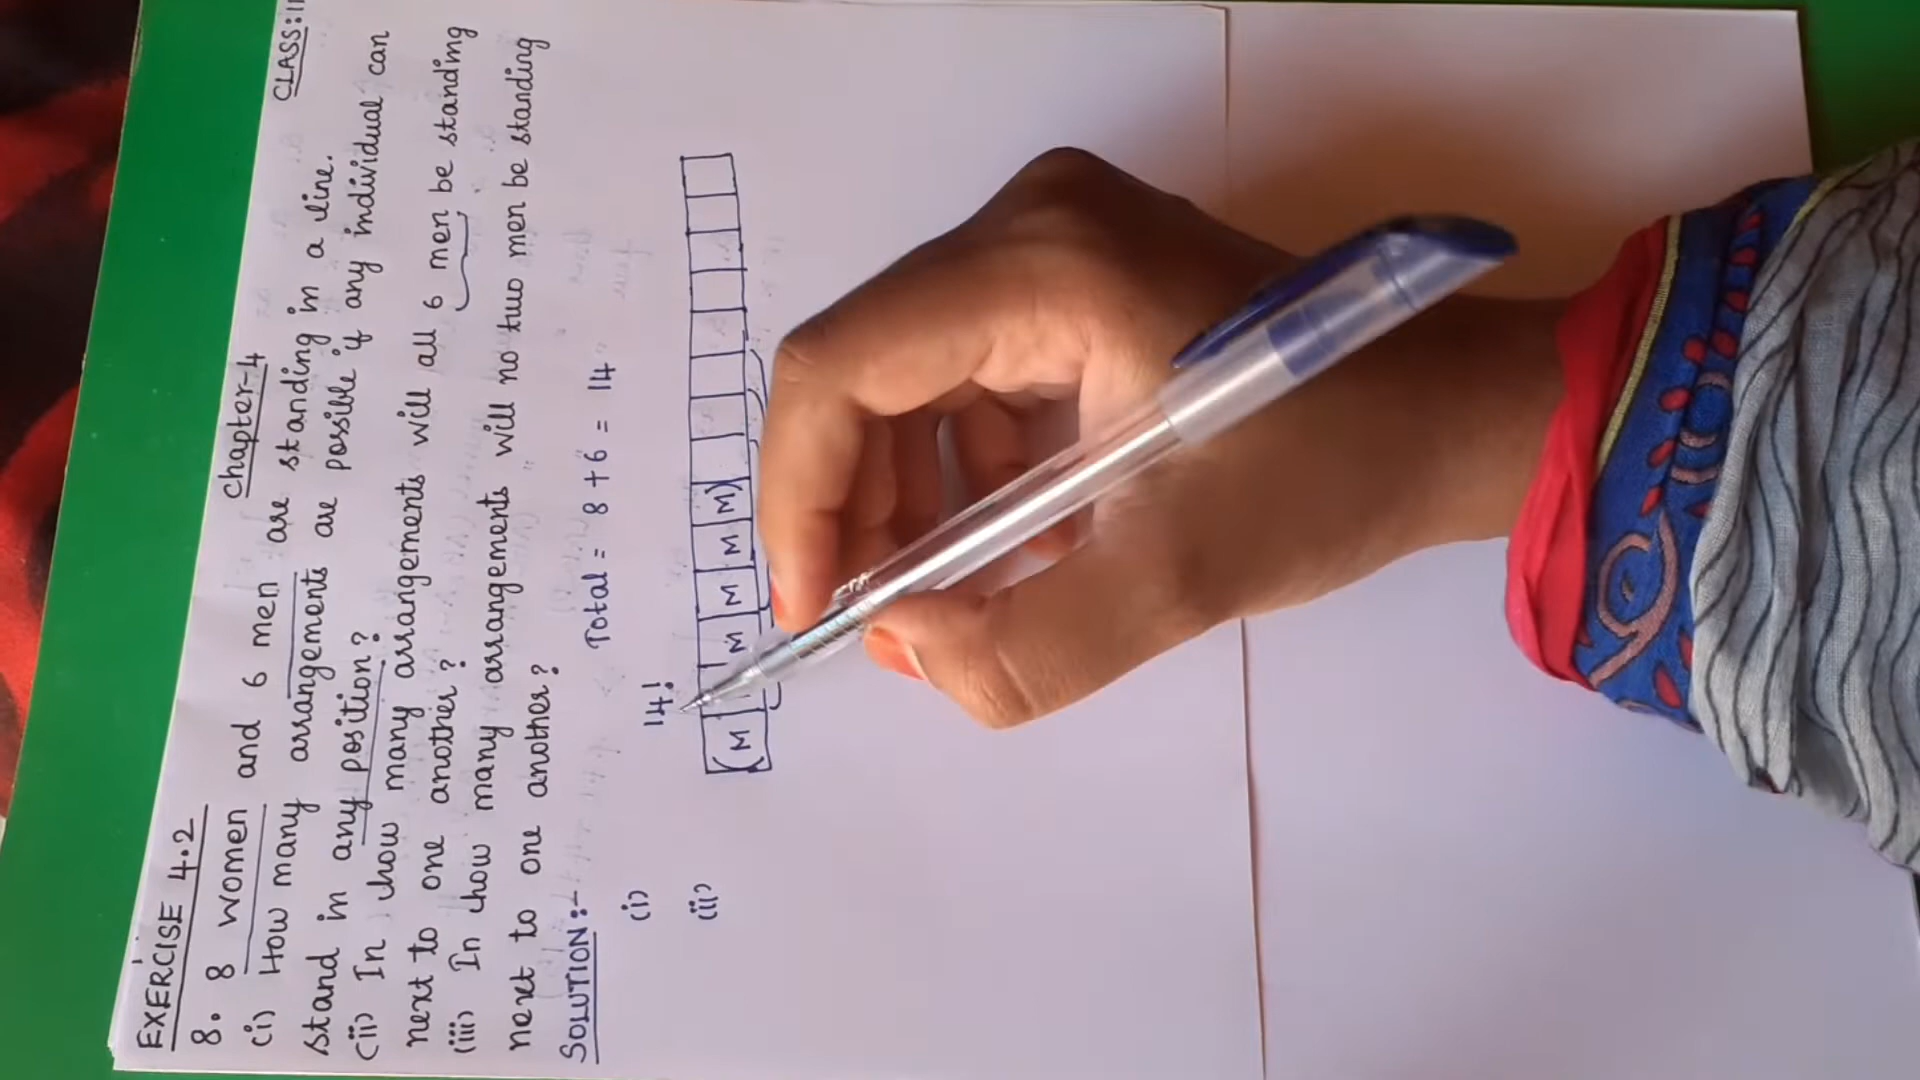 EXERCISE 4.2
Chapter-4
CLASS:11
8. 8 women and 6 men are standing in a line.
(i) How many arrangements are possible if any individual can
stand in any position?
(ii) In how many arrangements will all 6 men be standing
next to one another?
(iii) In how many arrangements will no two men be standing
next to one another?
SOLUTION:-
Total = 8 + 6 = 14
(i) 14!
(ii) (M M M M M)